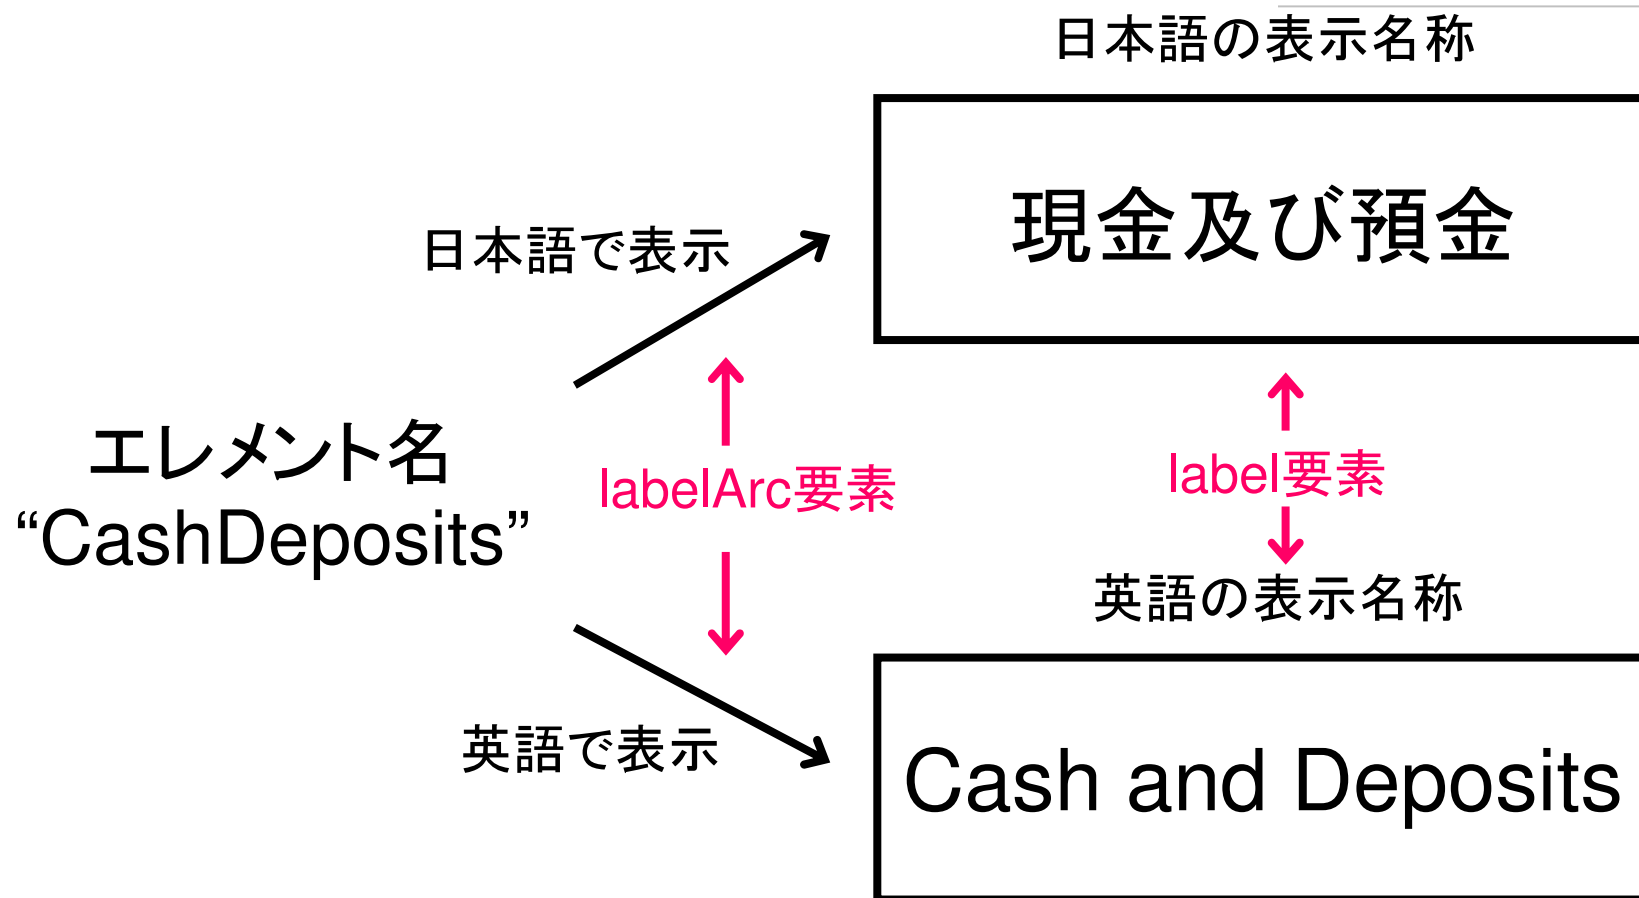 日本語の表示名称
現金及び預金
日本語で表示
エレメント名
“CashDeposits”
labelArc要素
label要素
英語の表示名称
英語で表示
Cash and Deposits